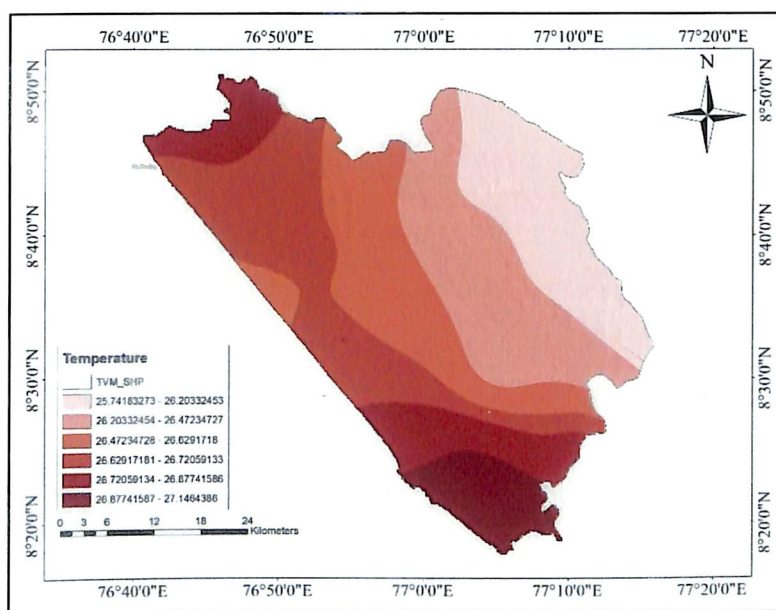 76°40'0"E 76°50'0"E 77°0'0"E 77°10'0"E 77°20'0"E
N
8°50'0"N 8°50'0"N
8°40'0"N 8°40'0"N
8°30'0"N 8°30'0"N
8°20'0"N 8°20'0"N
Temperature
TVM_SHP
25.74183273 - 26.20332453
26.20332454 - 26.47234727
26.47234728 - 26.6291718
26.62917181 - 26.72059133
26.72059134 - 26.87741586
26.87741587 - 27.1464386
0 3 6 12 18 24
Kilometers
76°40'0"E 76°50'0"E 77°0'0"E 77°10'0"E 77°20'0"E